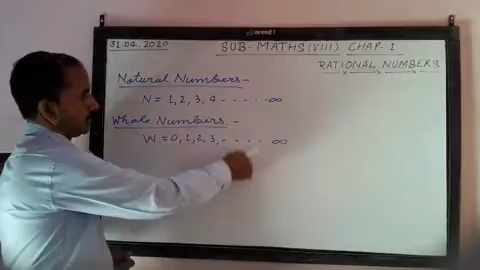 31.04.2020
SUB- MATHS(VIII) CHAP-1
RATIONAL NUMBERS
Natural Numbers-
N = 1,2,3,4 - - - - - - ∞
Whole Numbers -
W = 0,1,2,3,- - - - - ∞